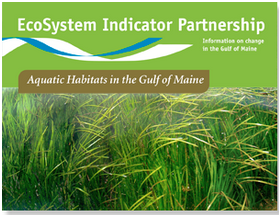 EcoSystem Indicator Partnership
Information on change
in the Gulf of Maine
Aquatic Habitats in the Gulf of Maine